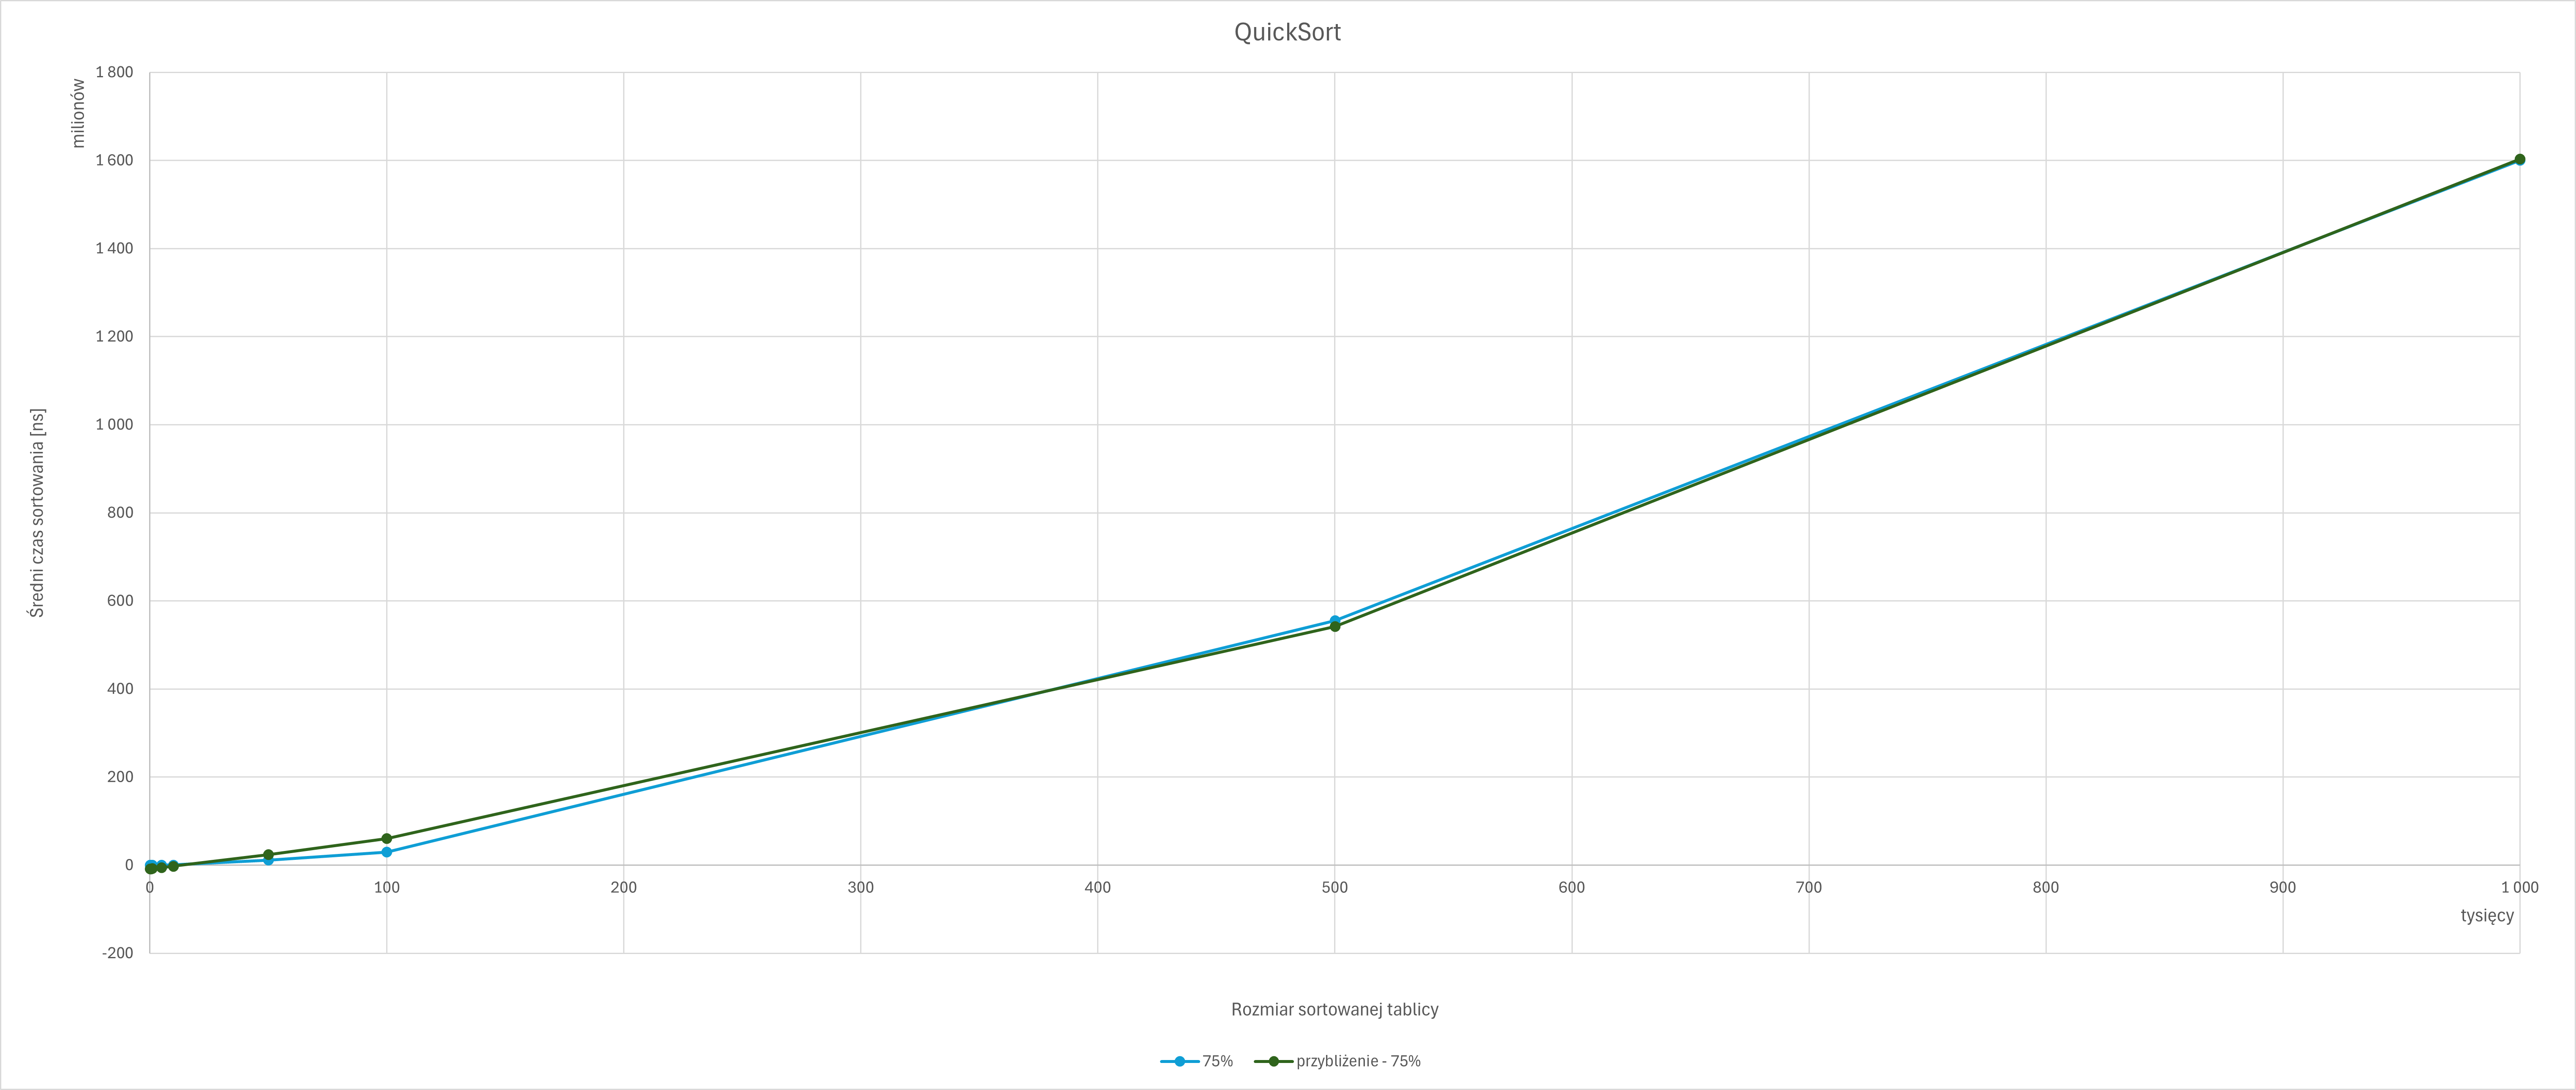 QuickSort
milionów
1 800
1 600
1 400
1 200
1 000
800
600
400
200
0
-200
Średni czas sortowania [ns]
0 100 200 300 400 500 600 700 800 900 1 000
tysięcy
Rozmiar sortowanej tablicy
75% przybliżenie - 75%